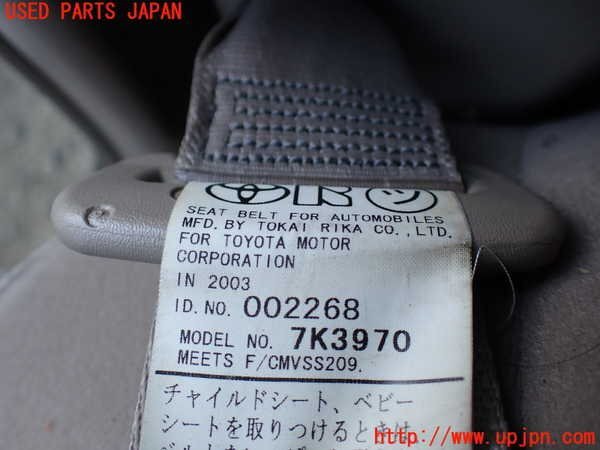 USED PARTS JAPAN
SEAT BELT FOR AUTOMOBILES
MFD. BY TOKAI RIKA CO., LTD.
FOR TOYOTA MOTOR
CORPORATION
IN 2003
ID. NO. 002268
MODEL NO. 7K3970
MEETS F/CMVSS209.
チャイルドシート、ベビー
シートを取りつけるときは
http://www.upjpn.com/